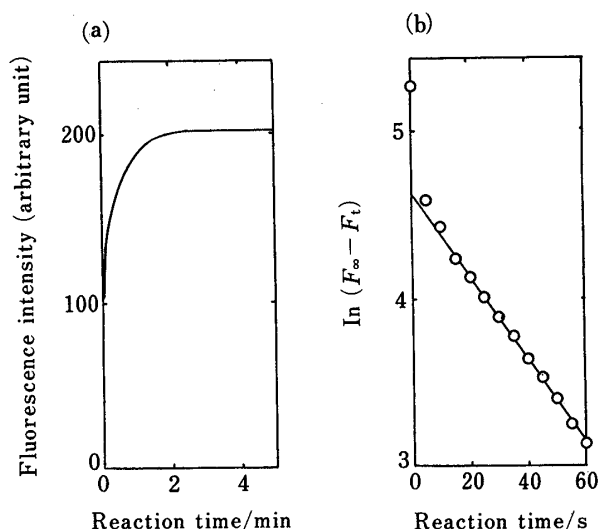 (a)
Fluorescence intensity (arbitrary unit)
200
100
0
0 2 4
Reaction time/min
(b)
ln (F∞ − Ft)
5
4
3
0 20 40 60
Reaction time/s